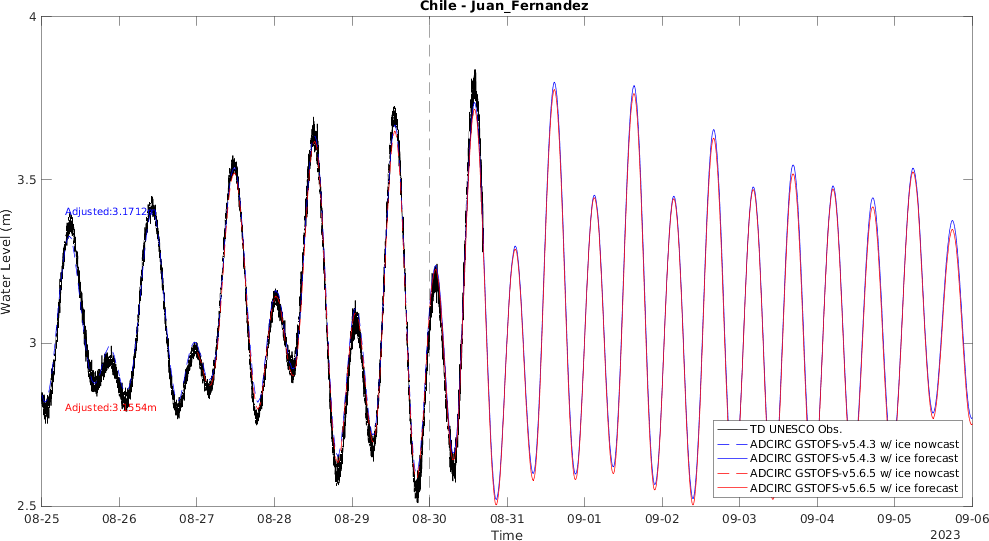 Chile - Juan_Fernandez
4
3.5
3
2.5
Water Level (m)
Adjusted:3.1712
08-25 08-26 08-27 08-28 08-29 08-30 08-31 09-01 09-02 09-03 09-04 09-05 09-06
Time
2023
TD UNESCO Obs.
ADCIRC GSTOFS-v5.4.3 w/ ice nowcast
ADCIRC GSTOFS-v5.4.3 w/ ice forecast
ADCIRC GSTOFS-v5.6.5 w/ ice nowcast
ADCIRC GSTOFS-v5.6.5 w/ ice forecast